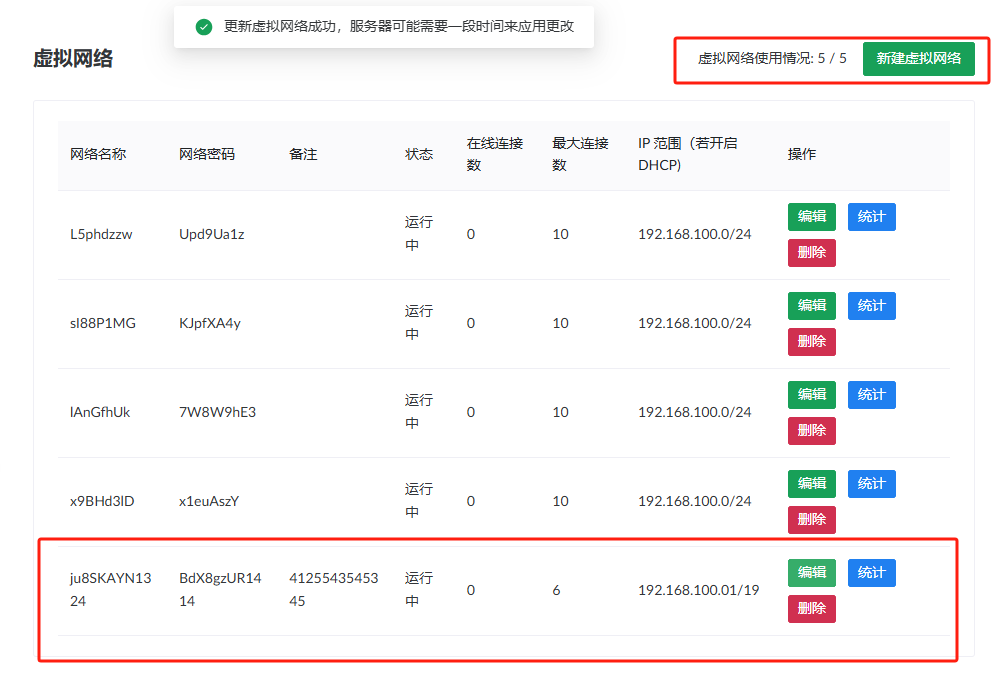 更新虚拟网络成功，服务器可能需要一段时间来应用更改
虚拟网络
虚拟网络使用情况: 5 / 5 新建虚拟网络
网络名称 网络密码 备注 状态 在线连接数 最大连接数 IP 范围（若开启 DHCP) 操作
L5phdzzw Upd9Ua1z 运行中 0 10 192.168.100.0/24 编辑 统计 删除
sI88P1MG KJpfXA4y 运行中 0 10 192.168.100.0/24 编辑 统计 删除
lAnGfhUk 7W8W9hE3 运行中 0 10 192.168.100.0/24 编辑 统计 删除
x9BHd3lD x1euAszY 运行中 0 10 192.168.100.0/24 编辑 统计 删除
ju8SKAYN1324 BdX8gzUR1414 4125543545345 运行中 0 6 192.168.100.01/19 编辑 统计 删除